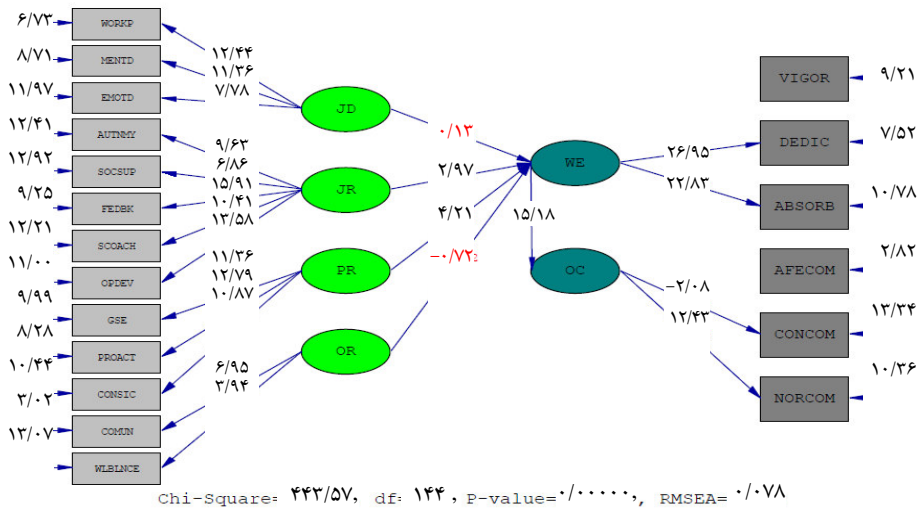 ۶/۷۳
WORKP
۸/۷۱
MENTD
۱۱/۹۷
EMOTD
۱۲/۴۱
AUTNMY
۱۲/۹۲
SOCSUP
۹/۲۵
FEDBK
۱۲/۲۱
SCOACH
۱۱/۰۰
OPDEV
۹/۹۹
GSE
۸/۲۸
PROACT
۱۰/۴۴
CONSIC
۳/۰۲
COMUN
۱۳/۰۷
WLBLNCE
۱۲/۴۴
۱۱/۳۶
۷/۷۸
۹/۶۳
۶/۸۶
۱۵/۹۱
۱۰/۴۱
۱۳/۵۸
۱۱/۳۶
۱۲/۷۹
۱۰/۸۷
۶/۹۵
۳/۹۴
JD
JR
PR
OR
۰/۱۳
۲/۹۷
۴/۲۱
−۰/۷۲
۱۵/۱۸
WE
OC
۲۶/۹۵
۲۲/۸۳
−۲/۰۸
۱۲/۴۳
VIGOR
۹/۲۱
DEDIC
۷/۵۲
ABSORB
۱۰/۷۸
AFECOM
۲/۸۲
CONCOM
۱۳/۳۴
NORCOM
۱۰/۳۶
Chi-Square= ۴۴۳/۵۷, df= ۱۴۴, P-value=۰/۰۰۰۰۰,, RMSEA= ۰/۰۷۸